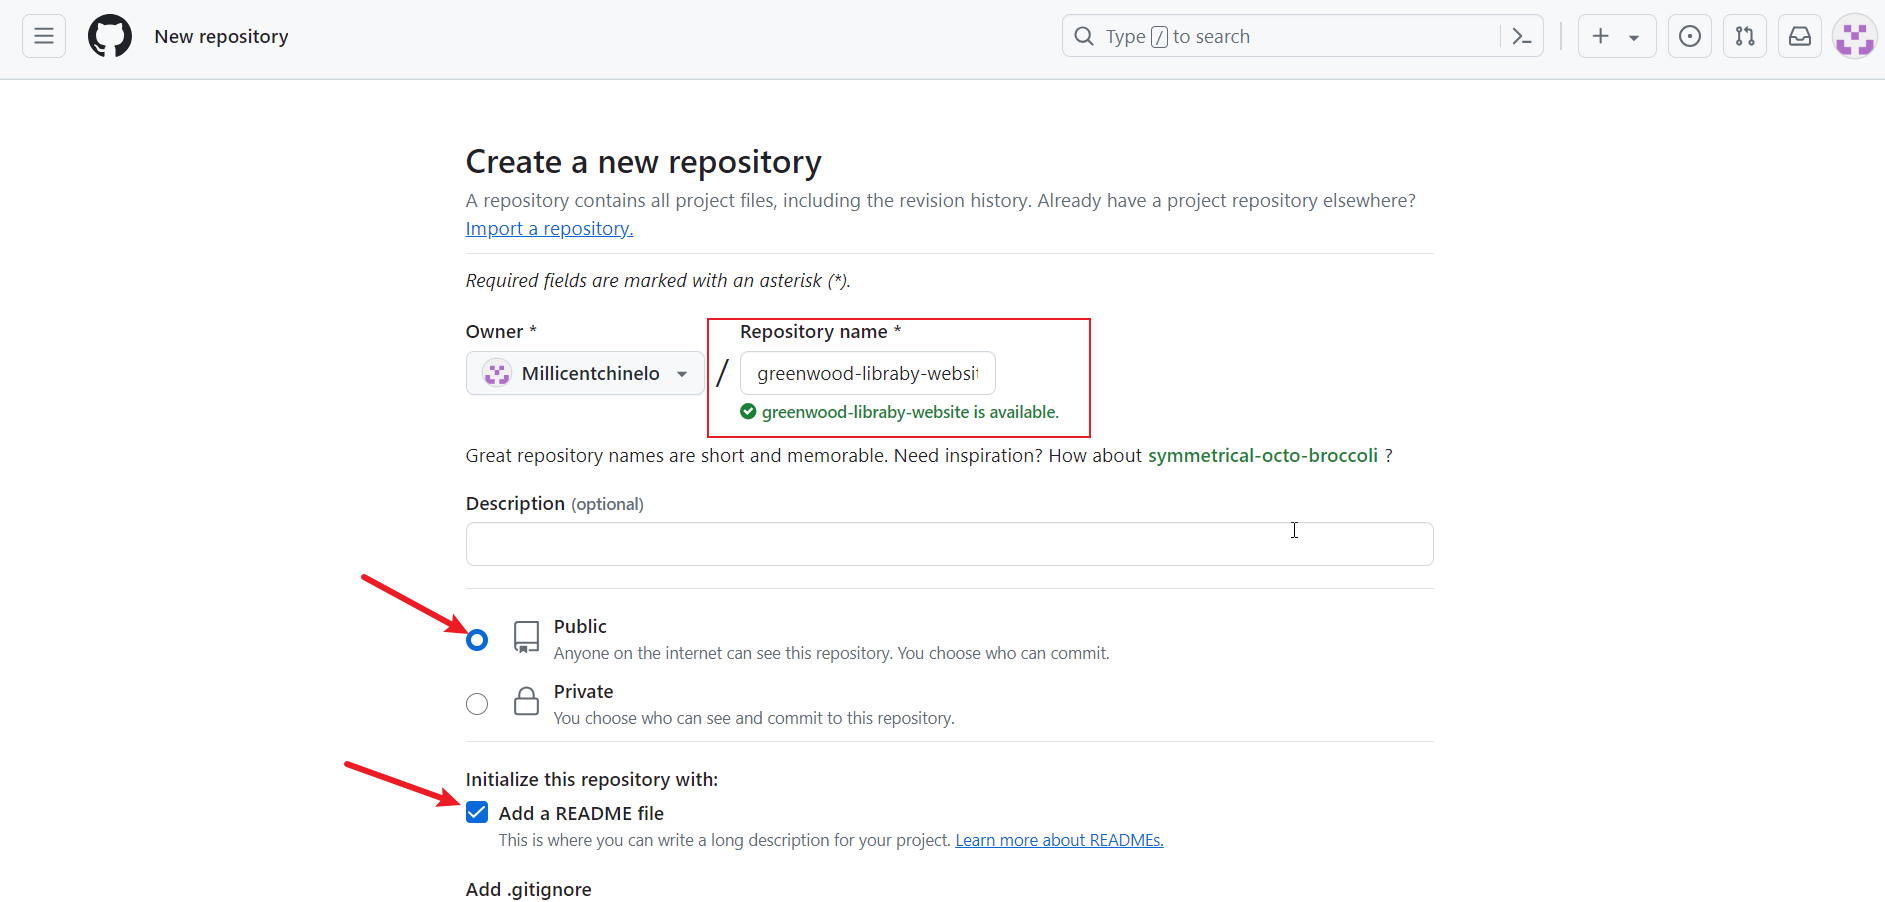 New repository
Type / to search
Create a new repository
A repository contains all project files, including the revision history. Already have a project repository elsewhere?
Import a repository.
Required fields are marked with an asterisk (*).
Owner *
Repository name *
Millicentchinelo
/
greenwood-libraby-websit
greenwood-libraby-website is available.
Great repository names are short and memorable. Need inspiration? How about symmetrical-octo-broccoli ?
Description (optional)
Public
Anyone on the internet can see this repository. You choose who can commit.
Private
You choose who can see and commit to this repository.
Initialize this repository with:
Add a README file
This is where you can write a long description for your project. Learn more about READMEs.
Add .gitignore